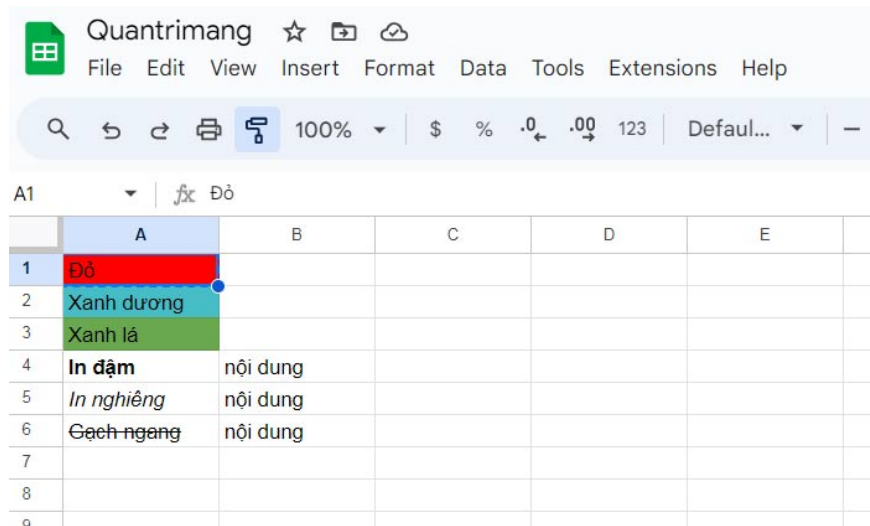 Quantrimang
File Edit View Insert Format Data Tools Extensions Help
100% $ % .0 .00 123 Defaul...
A1 fx Đỏ
A B C D E
1 Đỏ
2 Xanh dương
3 Xanh lá
4 In đậm nội dung
5 In nghiêng nội dung
6 Gạch ngang nội dung
7
8
9